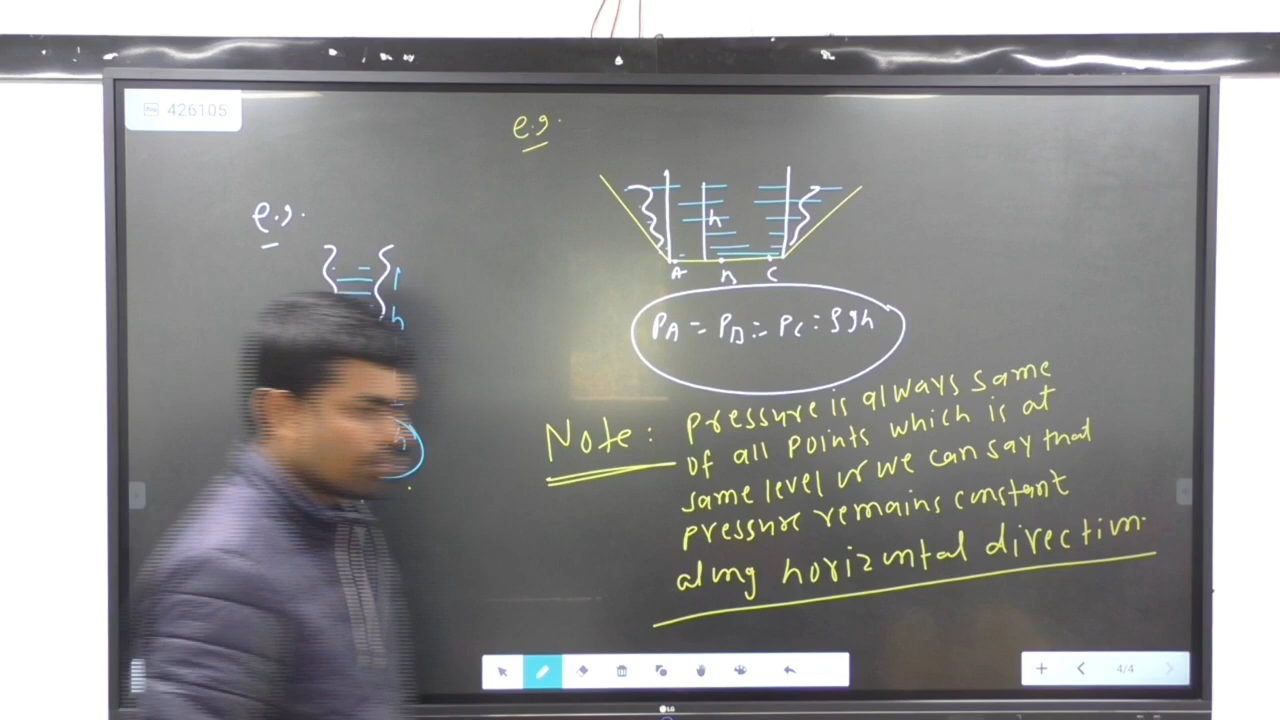 426105
e.g.
e.g.
h
h
A B C
PA = PB = PC = ρgh
Note: pressure is always same
of all points which is at
same level or we can say that
pressure remains constant
along horizontal direction.
4/4
LG